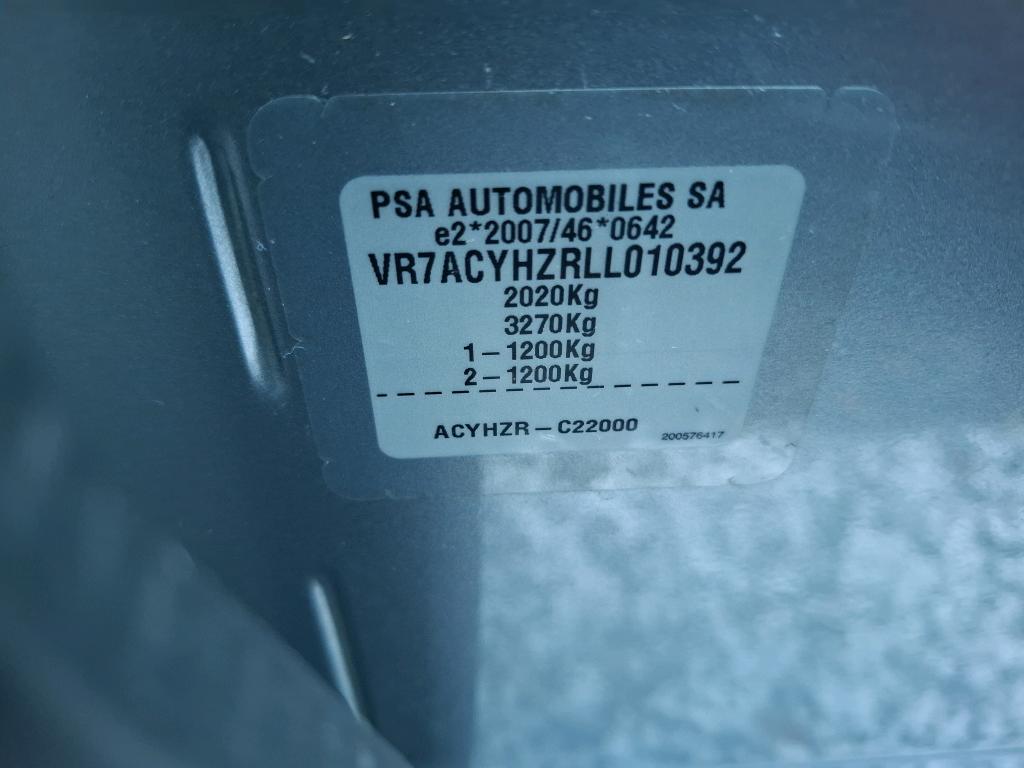 PSA AUTOMOBILES SA
e2*2007/46*0642
VR7ACYHZRLL010392
2020Kg
3270Kg
1-1200Kg
2-1200Kg
ACYHZR-C22000
200576417